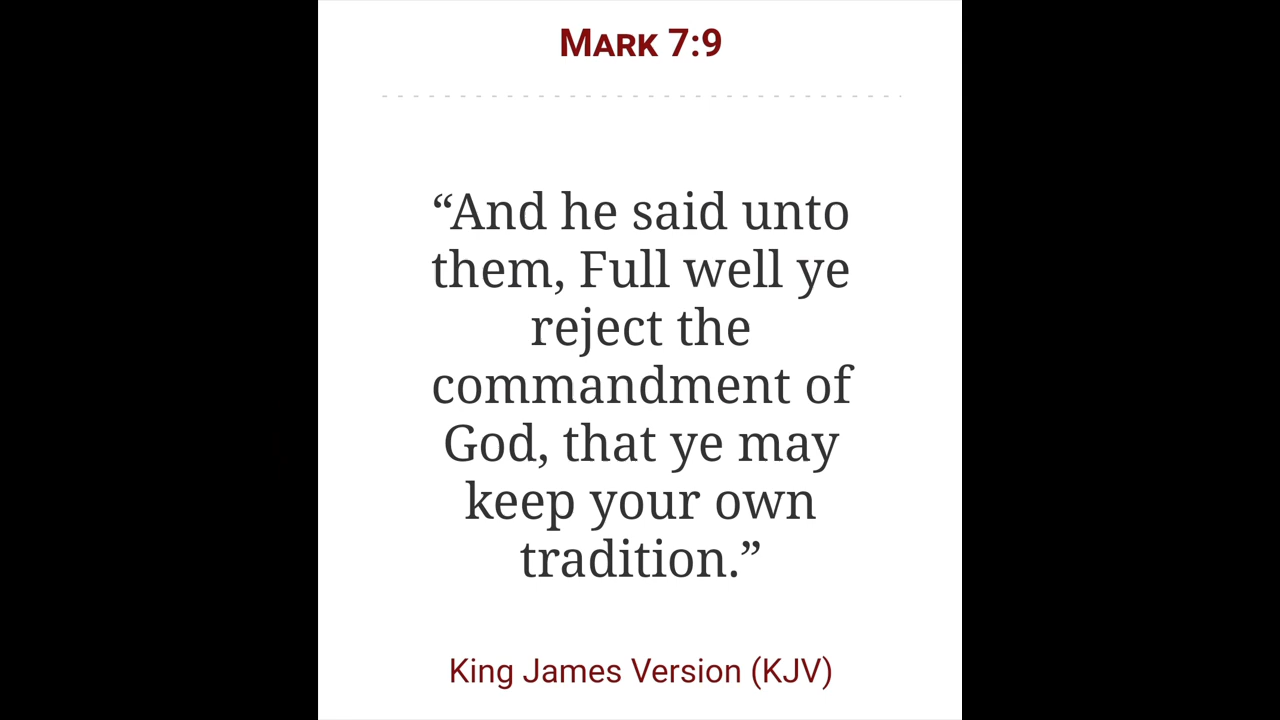 MARK 7:9
“And he said unto
them, Full well ye
reject the
commandment of
God, that ye may
keep your own
tradition.”
King James Version (KJV)